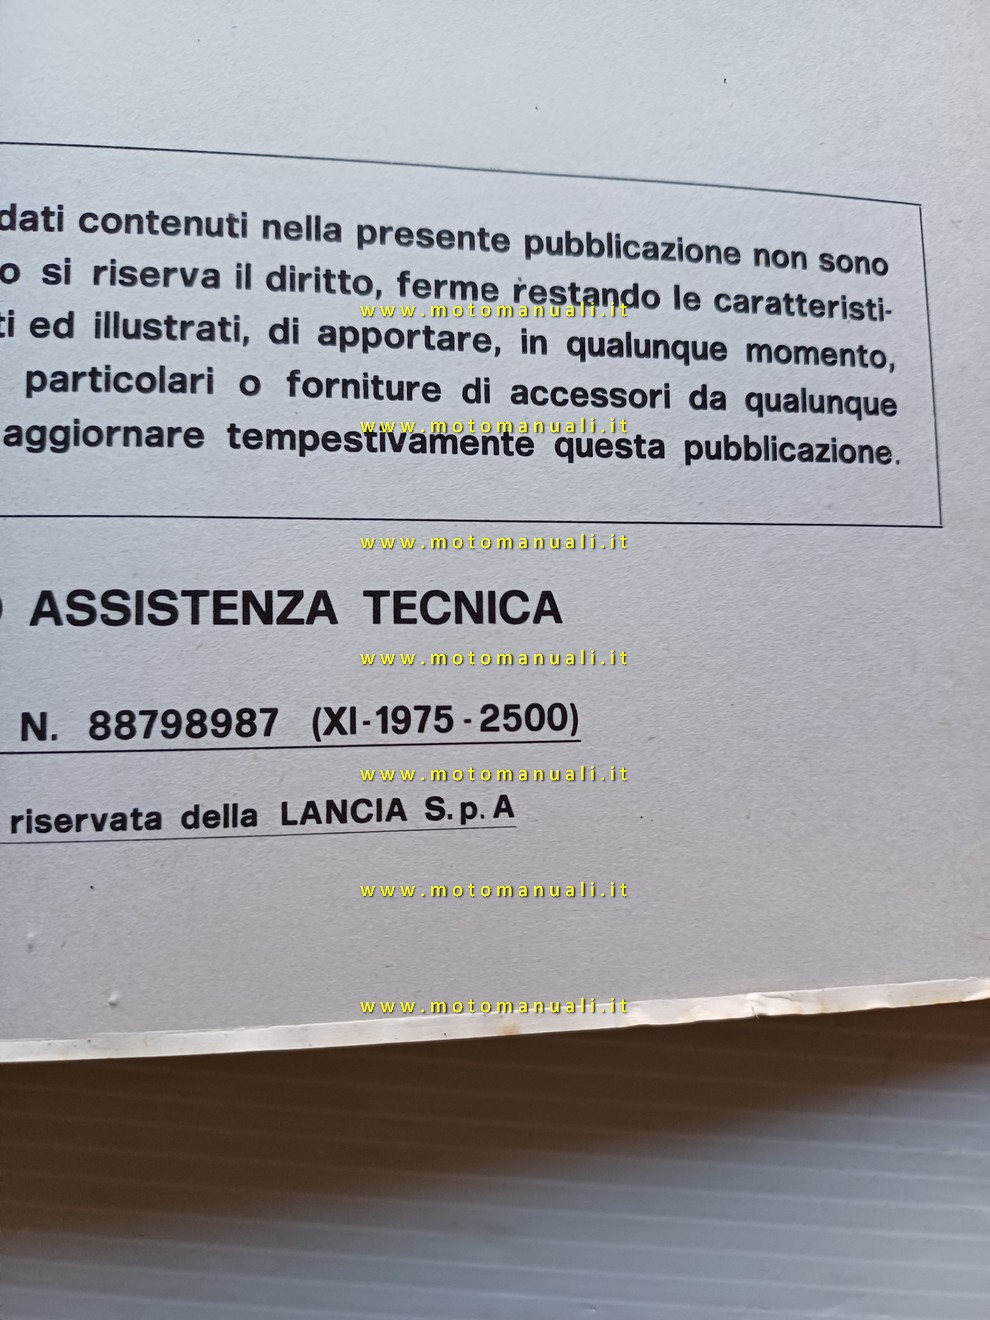 dati contenuti nella presente pubblicazione non sono
o si riserva il diritto, ferme restando le caratteristi-
www.motomanuali.it
ti ed illustrati, di apportare, in qualunque momento,
particolari o forniture di accessori da qualunque
www.motomanuali.it
aggiornare tempestivamente questa pubblicazione.
www.motomanuali.it
ASSISTENZA TECNICA
www.motomanuali.it
N. 88798987 (XI-1975-2500)
www.motomanuali.it
riservata della LANCIA S.p.A
www.motomanuali.it
www.motomanuali.it